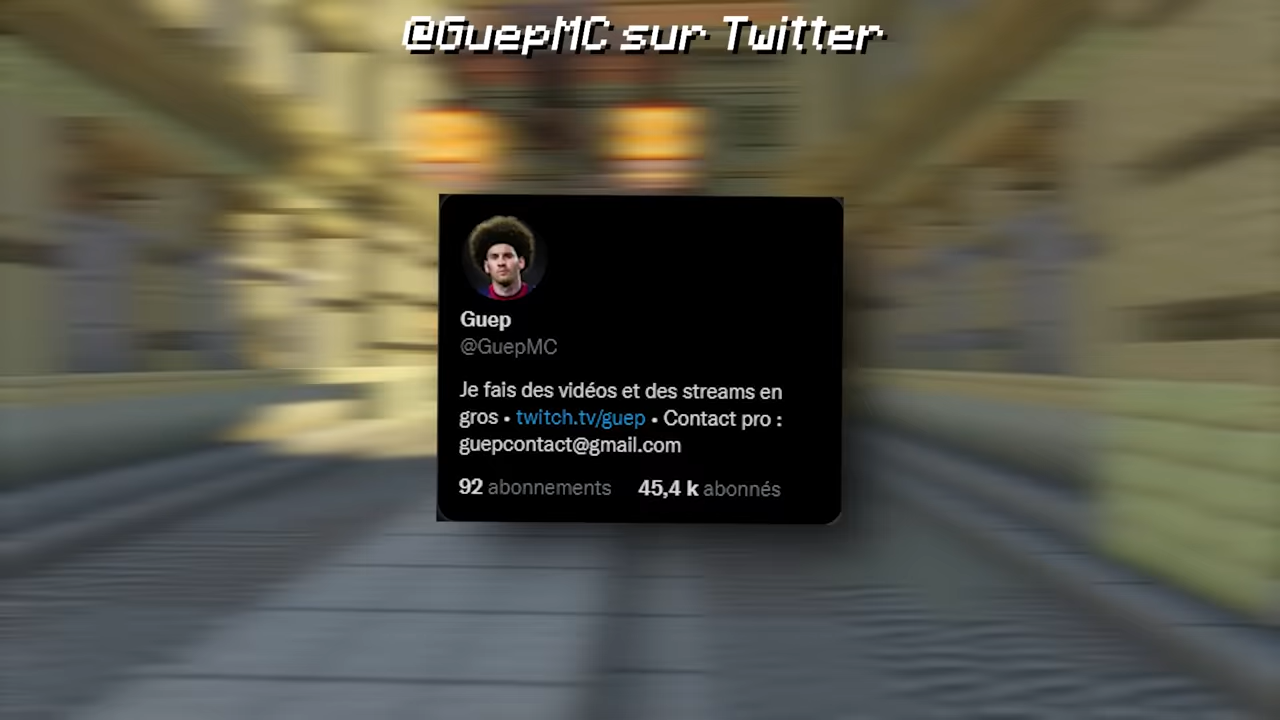 @GuepMC sur Twitter
Guep
@GuepMC
Je fais des vidéos et des streams en
gros • twitch.tv/guep • Contact pro :
guepcontact@gmail.com
92 abonnements 45,4 k abonnés